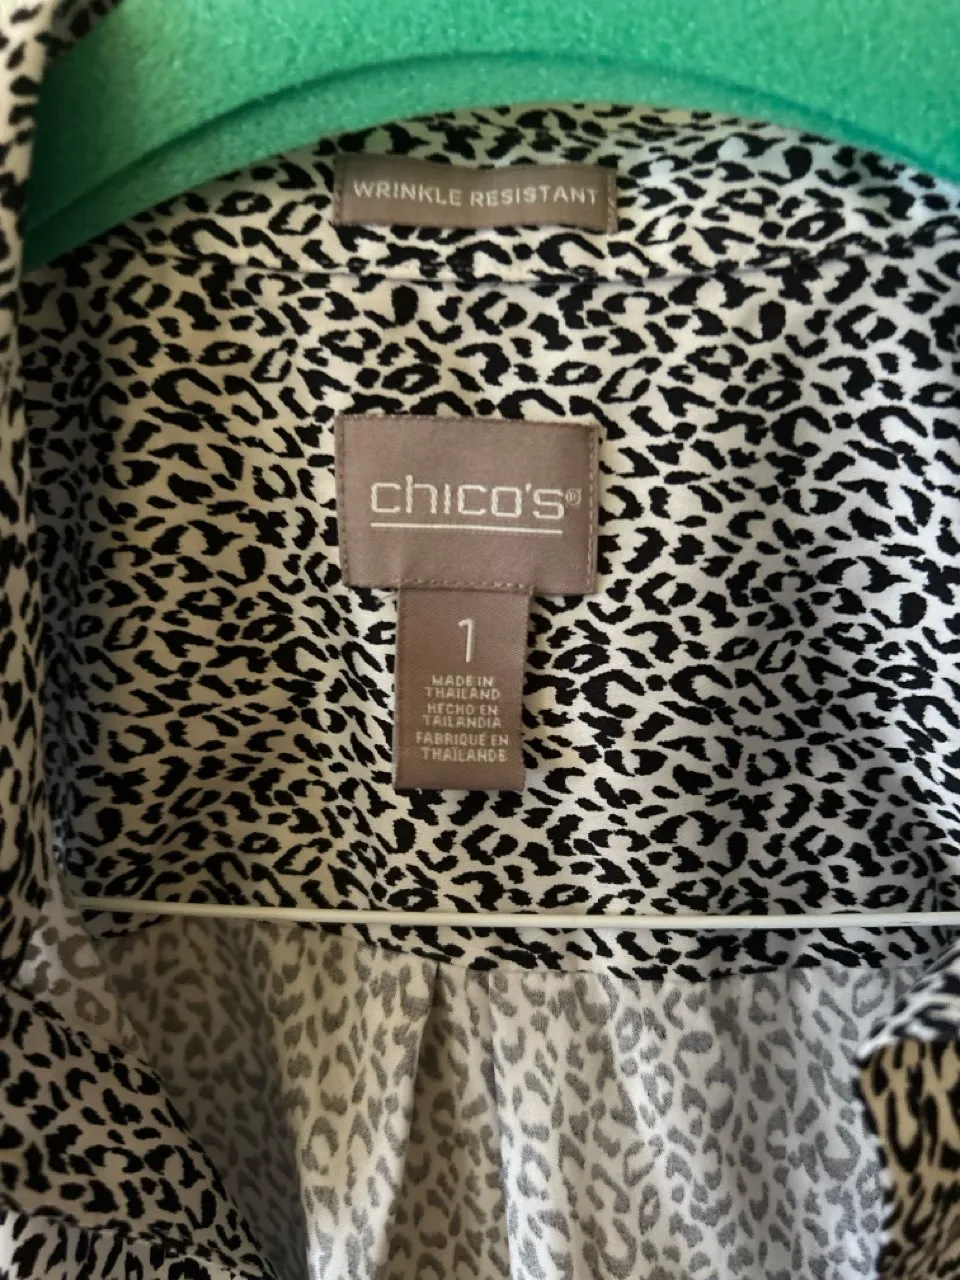 WRINKLE RESISTANT
chico's®
1
MADE IN
THAILAND
HECHO EN
TAILANDIA
FABRIQUÉ EN
THAÏLANDE